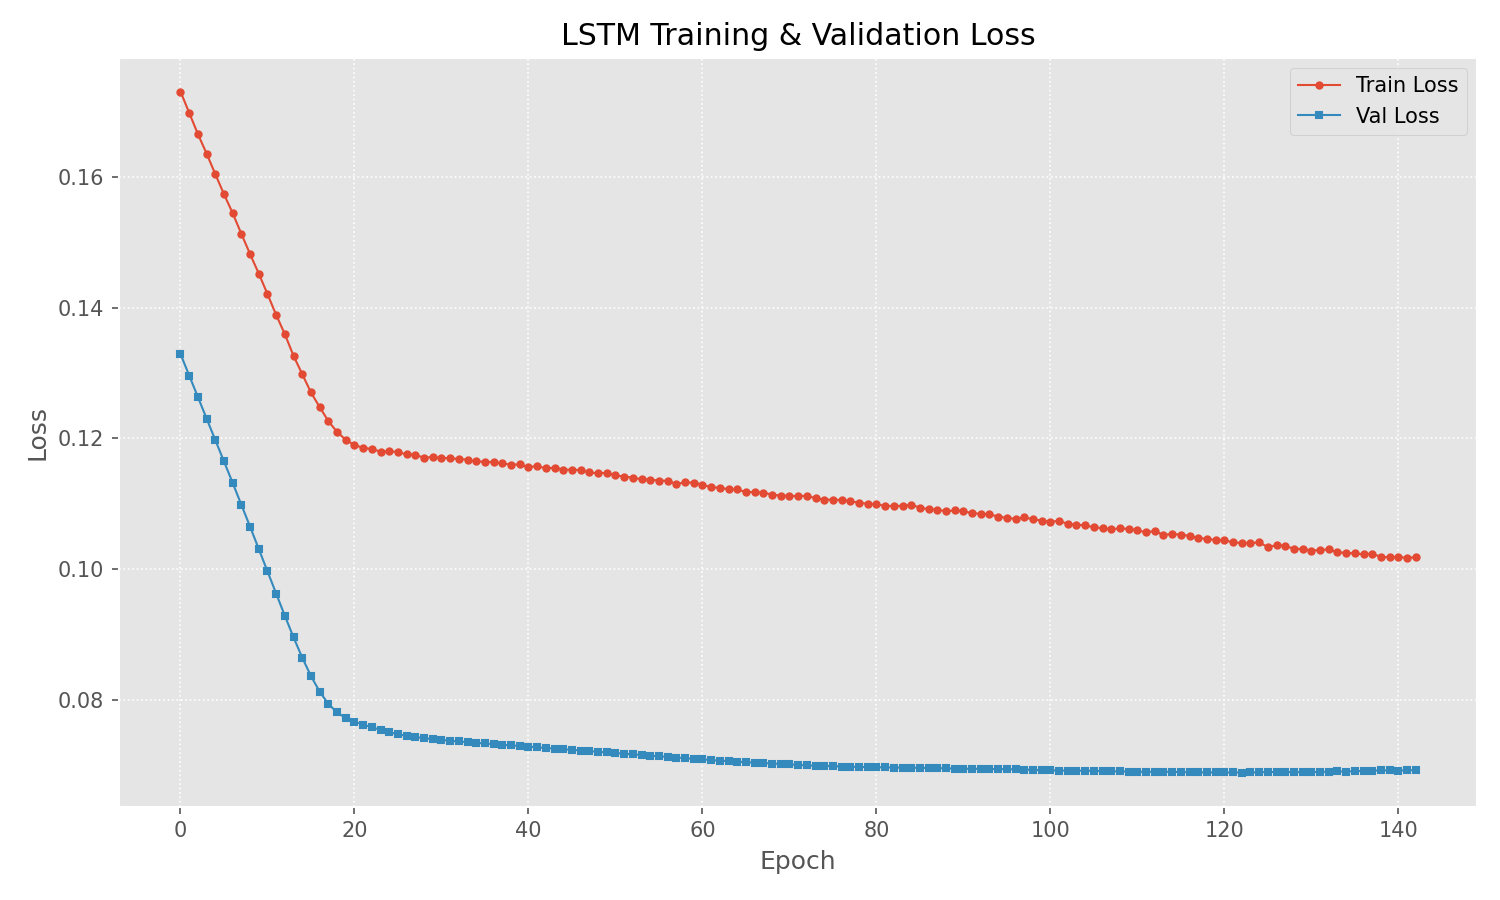 LSTM Training & Validation Loss
Train Loss
Val Loss
0.16
0.14
0.12
0.10
0.08
Loss
0 20 40 60 80 100 120 140
Epoch